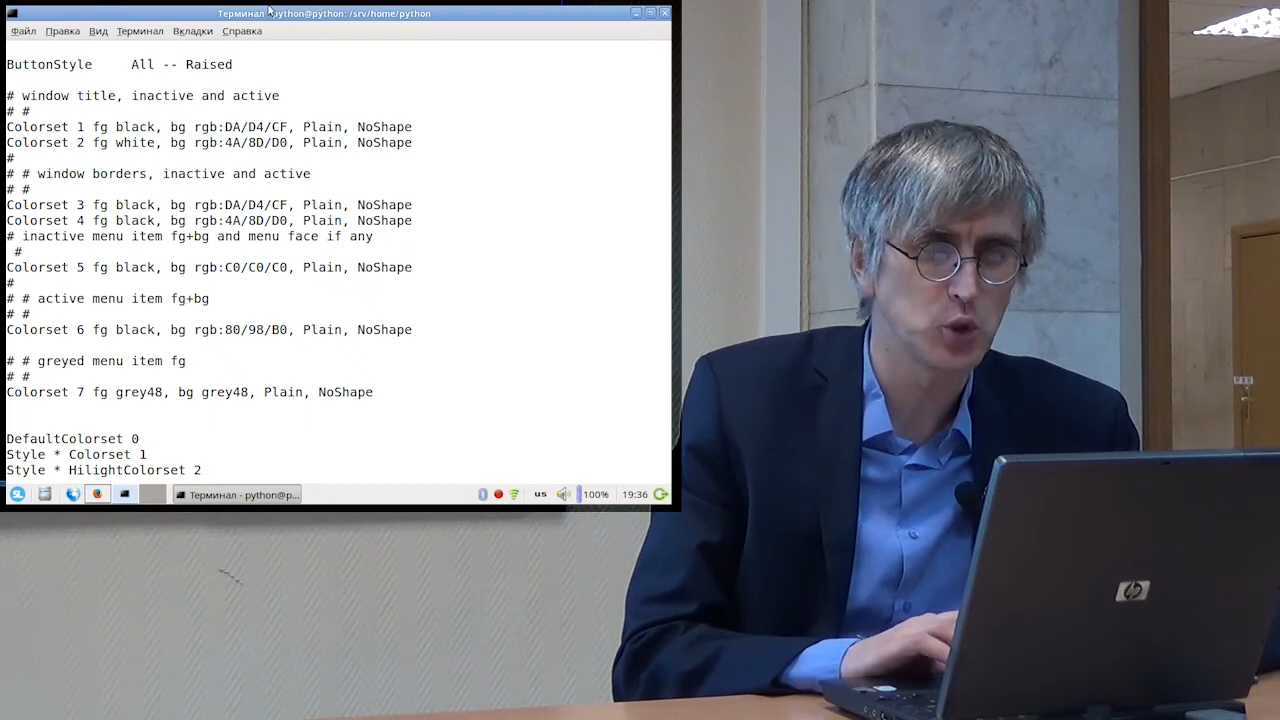 Терминал - python@python: /srv/home/python
Файл Правка Вид Терминал Вкладки Справка
ButtonStyle     All -- Raised
# window title, inactive and active
# #
Colorset 1 fg black, bg rgb:DA/D4/CF, Plain, NoShape
Colorset 2 fg white, bg rgb:4A/8D/D0, Plain, NoShape
#
# # window borders, inactive and active
# #
Colorset 3 fg black, bg rgb:DA/D4/CF, Plain, NoShape
Colorset 4 fg black, bg rgb:4A/8D/D0, Plain, NoShape
# inactive menu item fg+bg and menu face if any
 #
Colorset 5 fg black, bg rgb:C0/C0/C0, Plain, NoShape
#
# # active menu item fg+bg
# #
Colorset 6 fg black, bg rgb:80/98/B0, Plain, NoShape
# # greyed menu item fg
# #
Colorset 7 fg grey48, bg grey48, Plain, NoShape
DefaultColorset 0
Style * Colorset 1
Style * HilightColorset 2
SL Терминал - python@p... us 100% 19:36
hp